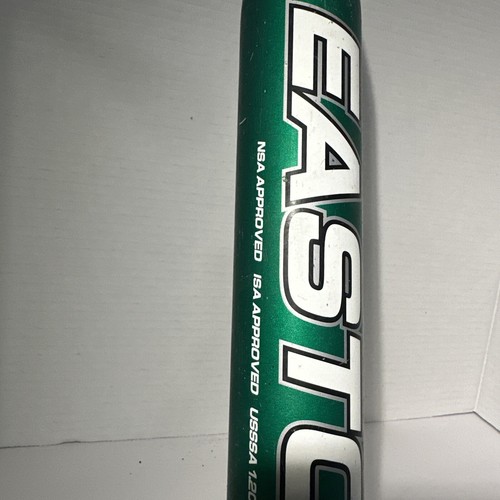 EASTO
NSA APPROVED ISA APPROVED USSSA 1.20